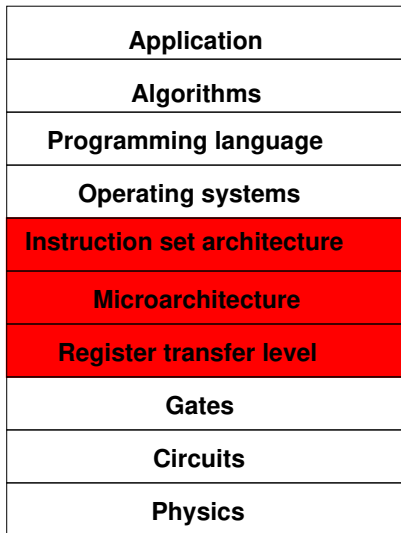 Application
Algorithms
Programming language
Operating systems
Instruction set architecture
Microarchitecture
Register transfer level
Gates
Circuits
Physics